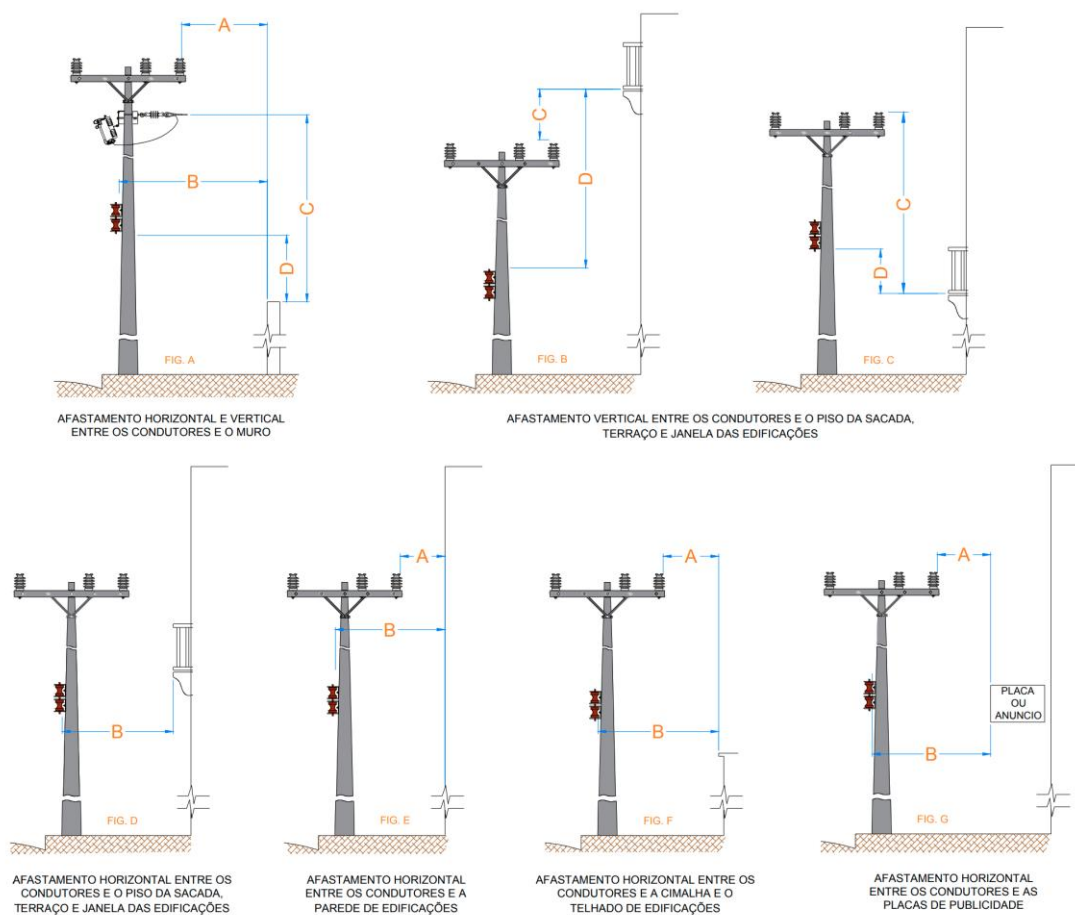 A
B
C
D
FIG. A
AFASTAMENTO HORIZONTAL E VERTICAL
ENTRE OS CONDUTORES E O MURO
C
D
FIG. B
C
D
FIG. C
AFASTAMENTO VERTICAL ENTRE OS CONDUTORES E O PISO DA SACADA,
TERRAÇO E JANELA DAS EDIFICAÇÕES
B
FIG. D
AFASTAMENTO HORIZONTAL ENTRE OS
CONDUTORES E O PISO DA SACADA,
TERRAÇO E JANELA DAS EDIFICAÇÕES
A
B
FIG. E
AFASTAMENTO HORIZONTAL
ENTRE OS CONDUTORES E A
PAREDE DE EDIFICAÇÕES
A
B
FIG. F
AFASTAMENTO HORIZONTAL ENTRE OS
CONDUTORES E A CIMALHA E O
TELHADO DE EDIFICAÇÕES
A
PLACA
OU
ANUNCIO
B
FIG. G
AFASTAMENTO HORIZONTAL
ENTRE OS CONDUTORES E AS
PLACAS DE PUBLICIDADE